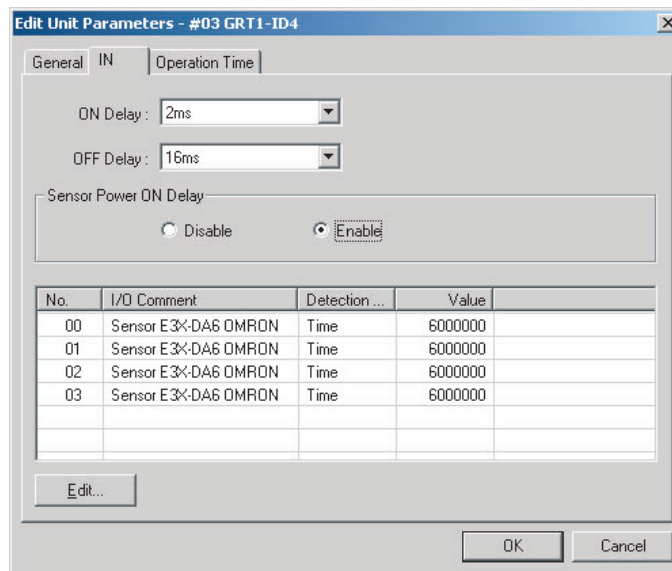 Edit Unit Parameters - #03 GRT1-ID4
General IN Operation Time
ON Delay : 2ms
OFF Delay : 16ms
Sensor Power ON Delay
Disable Enable
No. I/O Comment Detection ... Value
00 Sensor E3X-DA6 OMRON Time 6000000
01 Sensor E3X-DA6 OMRON Time 6000000
02 Sensor E3X-DA6 OMRON Time 6000000
03 Sensor E3X-DA6 OMRON Time 6000000
Edit...
OK Cancel